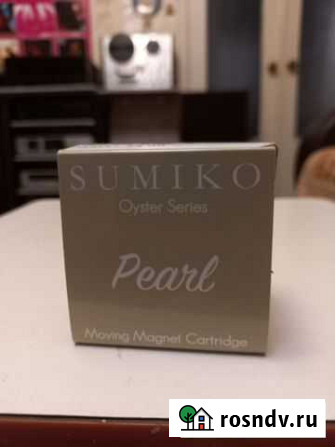 SUMIKO
Oyster Series
Pearl
Moving Magnet Cartridge
rosndv.ru